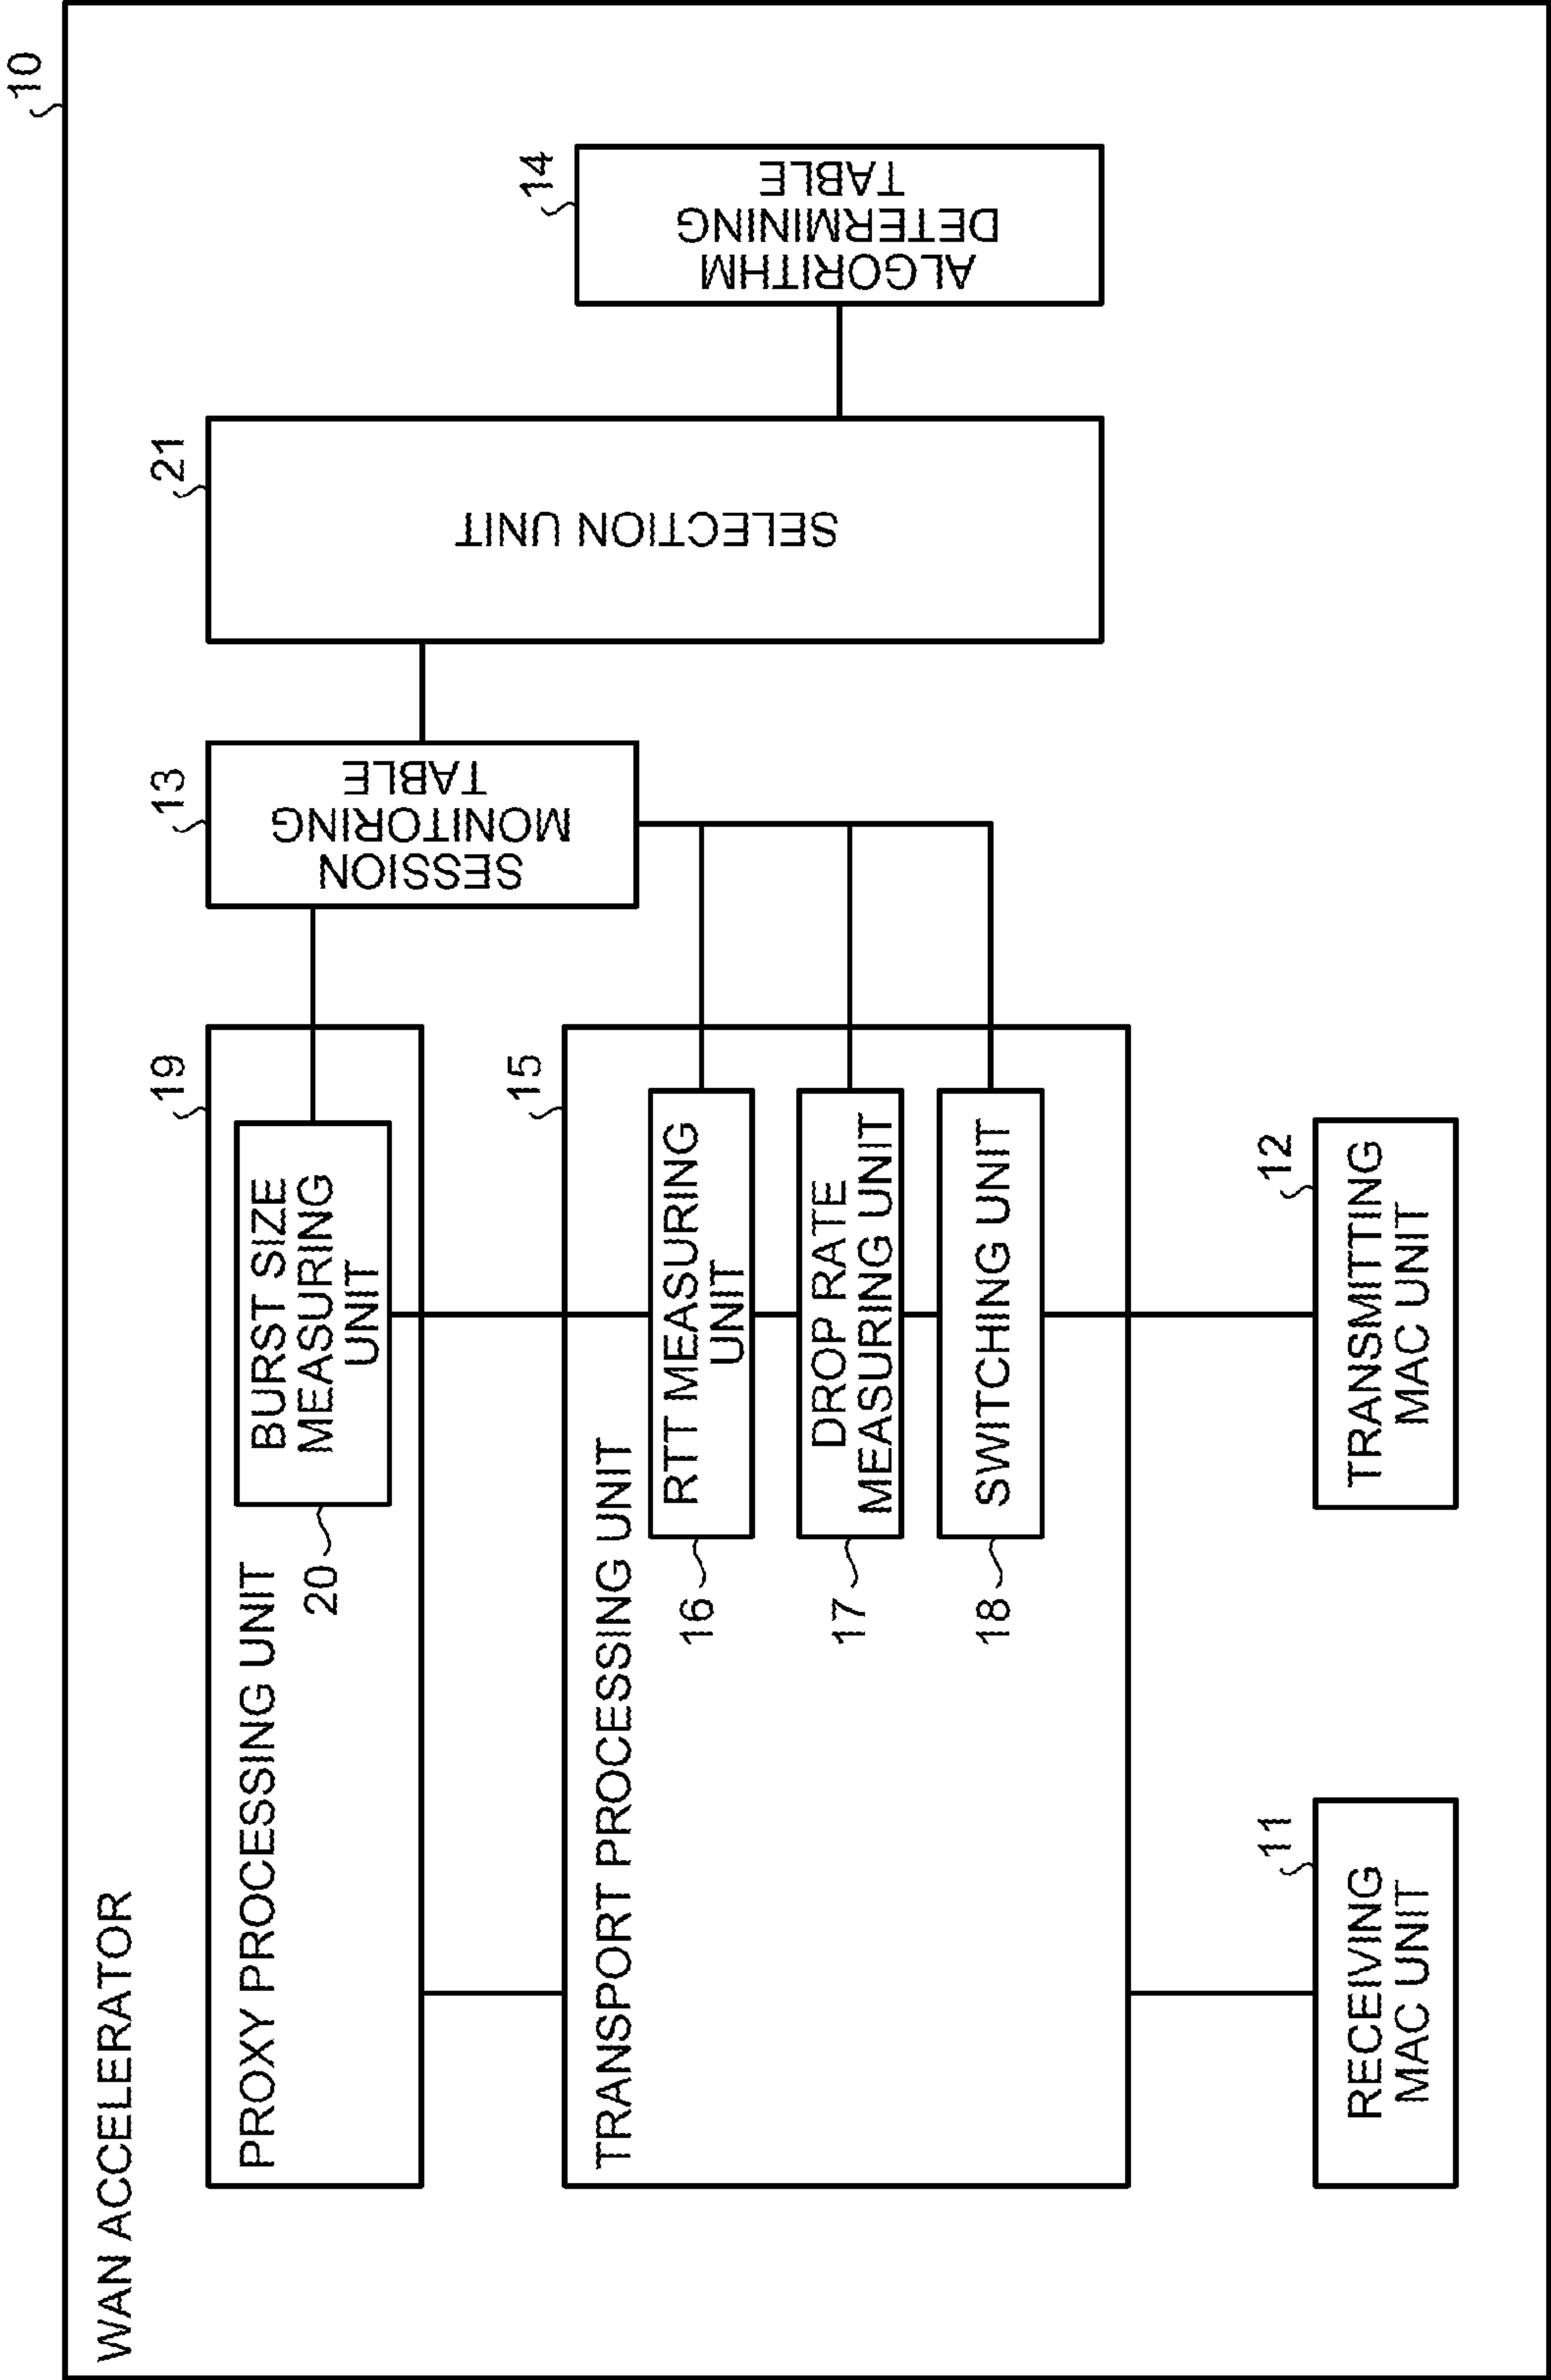 10
WAN ACCELERATOR
19
PROXY PROCESSING UNIT
BURST SIZE
MEASURING
UNIT
20
15
TRANSPORT PROCESSING UNIT
RTT MEASURING
UNIT
16
DROP RATE
MEASURING UNIT
17
SWITCHING UNIT
18
11
RECEIVING
MAC UNIT
12
TRANSMITTING
MAC UNIT
13
SESSION
MONITORING
TABLE
21
SELECTION UNIT
14
ALGORITHM
DETERMINING
TABLE